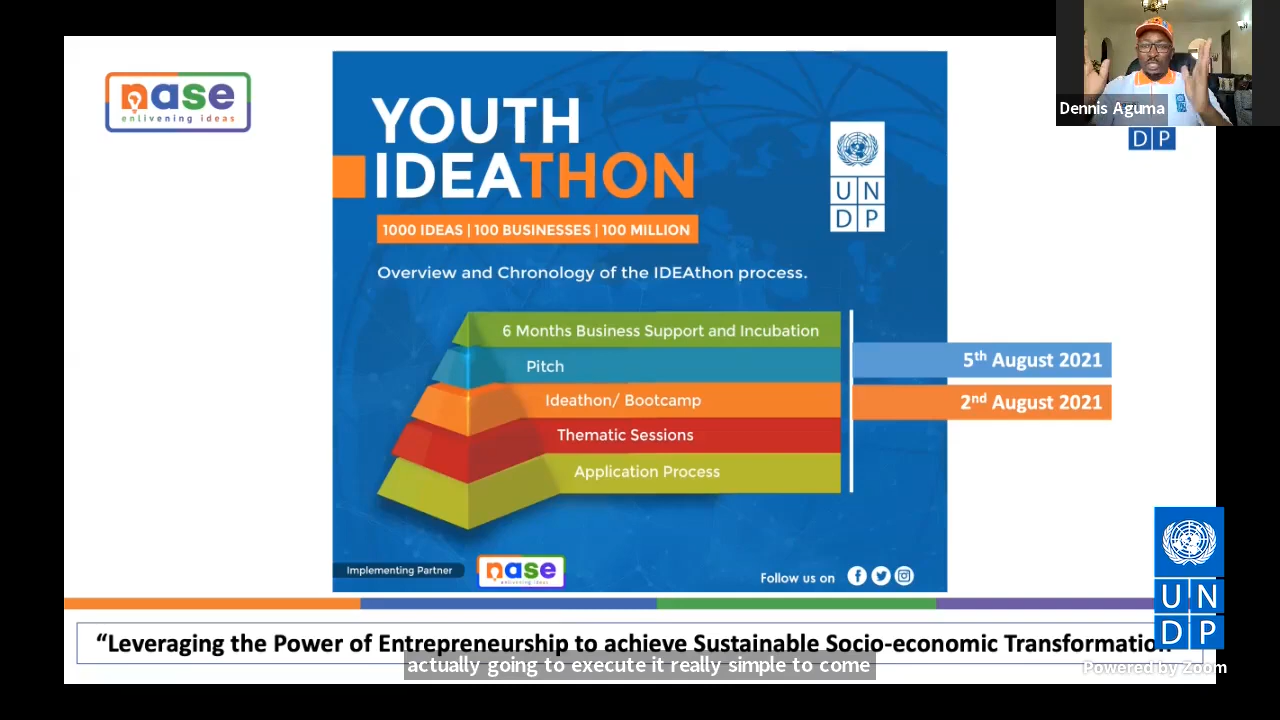 nase
enlivening ideas
YOUTH
IDEATHON
1000 IDEAS | 100 BUSINESSES | 100 MILLION
Overview and Chronology of the IDEAthon process.
U N
D P
6 Months Business Support and Incubation
Pitch
Ideathon/ Bootcamp
Thematic Sessions
Application Process
5th August 2021
2nd August 2021
Implementing Partner
nase
enlivening ideas
Follow us on
Dennis Aguma
D P
U N
D P
“Leveraging the Power of Entrepreneurship to achieve Sustainable Socio-economic Transformation
actually going to execute it really simple to come
Powered by Zoom